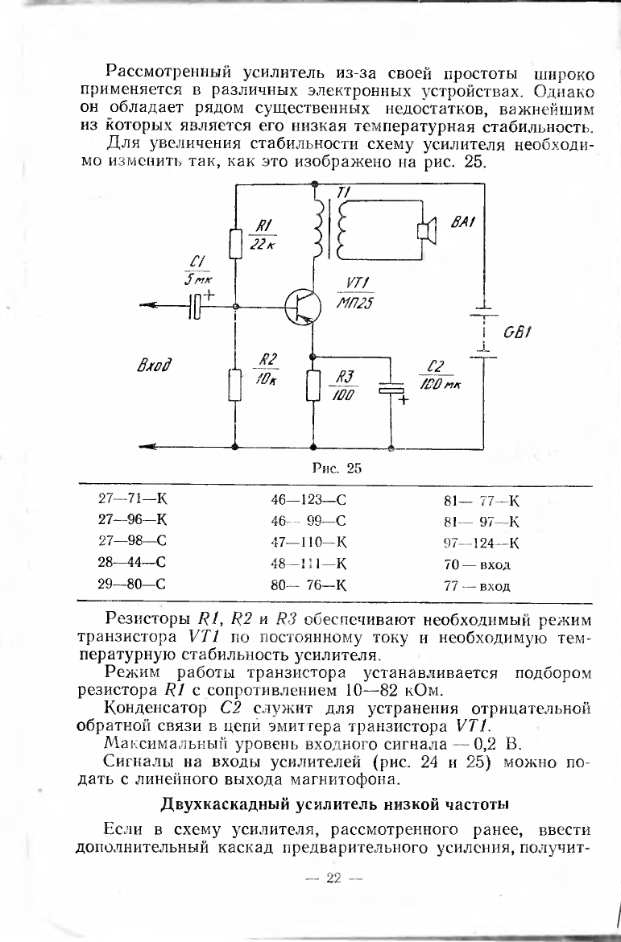 Рассмотренный усилитель из-за своей простоты широко
применяется в различных электронных устройствах. Однако
он обладает рядом существенных недостатков, важнейшим
из которых является его низкая температурная стабильность.
Для увеличения стабильности схему усилителя необходи-
мо изменить так, как это изображено на рис. 25.
T1
R1
22к
BA1
C1
5мк
+
VT1
МП25
GB1
Вход
R2
10к
R3
100
C2
100мк
+
Рис. 25
27—71—К 46—123—С 81— 77—К
27—96—К 46— 99—С 81— 97—К
27—98—С 47—110—К 97—124—К
28—44—С 48—111—К 70 — вход
29—80—С 80— 76—К 77 — вход
Резисторы R1, R2 и R3 обеспечивают необходимый режим
транзистора VT1 по постоянному току и необходимую тем-
пературную стабильность усилителя.
Режим работы транзистора устанавливается подбором
резистора R1 с сопротивлением 10—82 кОм.
Конденсатор C2 служит для устранения отрицательной
обратной связи в цепи эмиттера транзистора VT1.
Максимальный уровень входного сигнала — 0,2 В.
Сигналы на входы усилителей (рис. 24 и 25) можно по-
дать с линейного выхода магнитофона.
Двухкаскадный усилитель низкой частоты
Если в схему усилителя, рассмотренного ранее, ввести
дополнительный каскад предварительного усиления, получит-
— 22 —